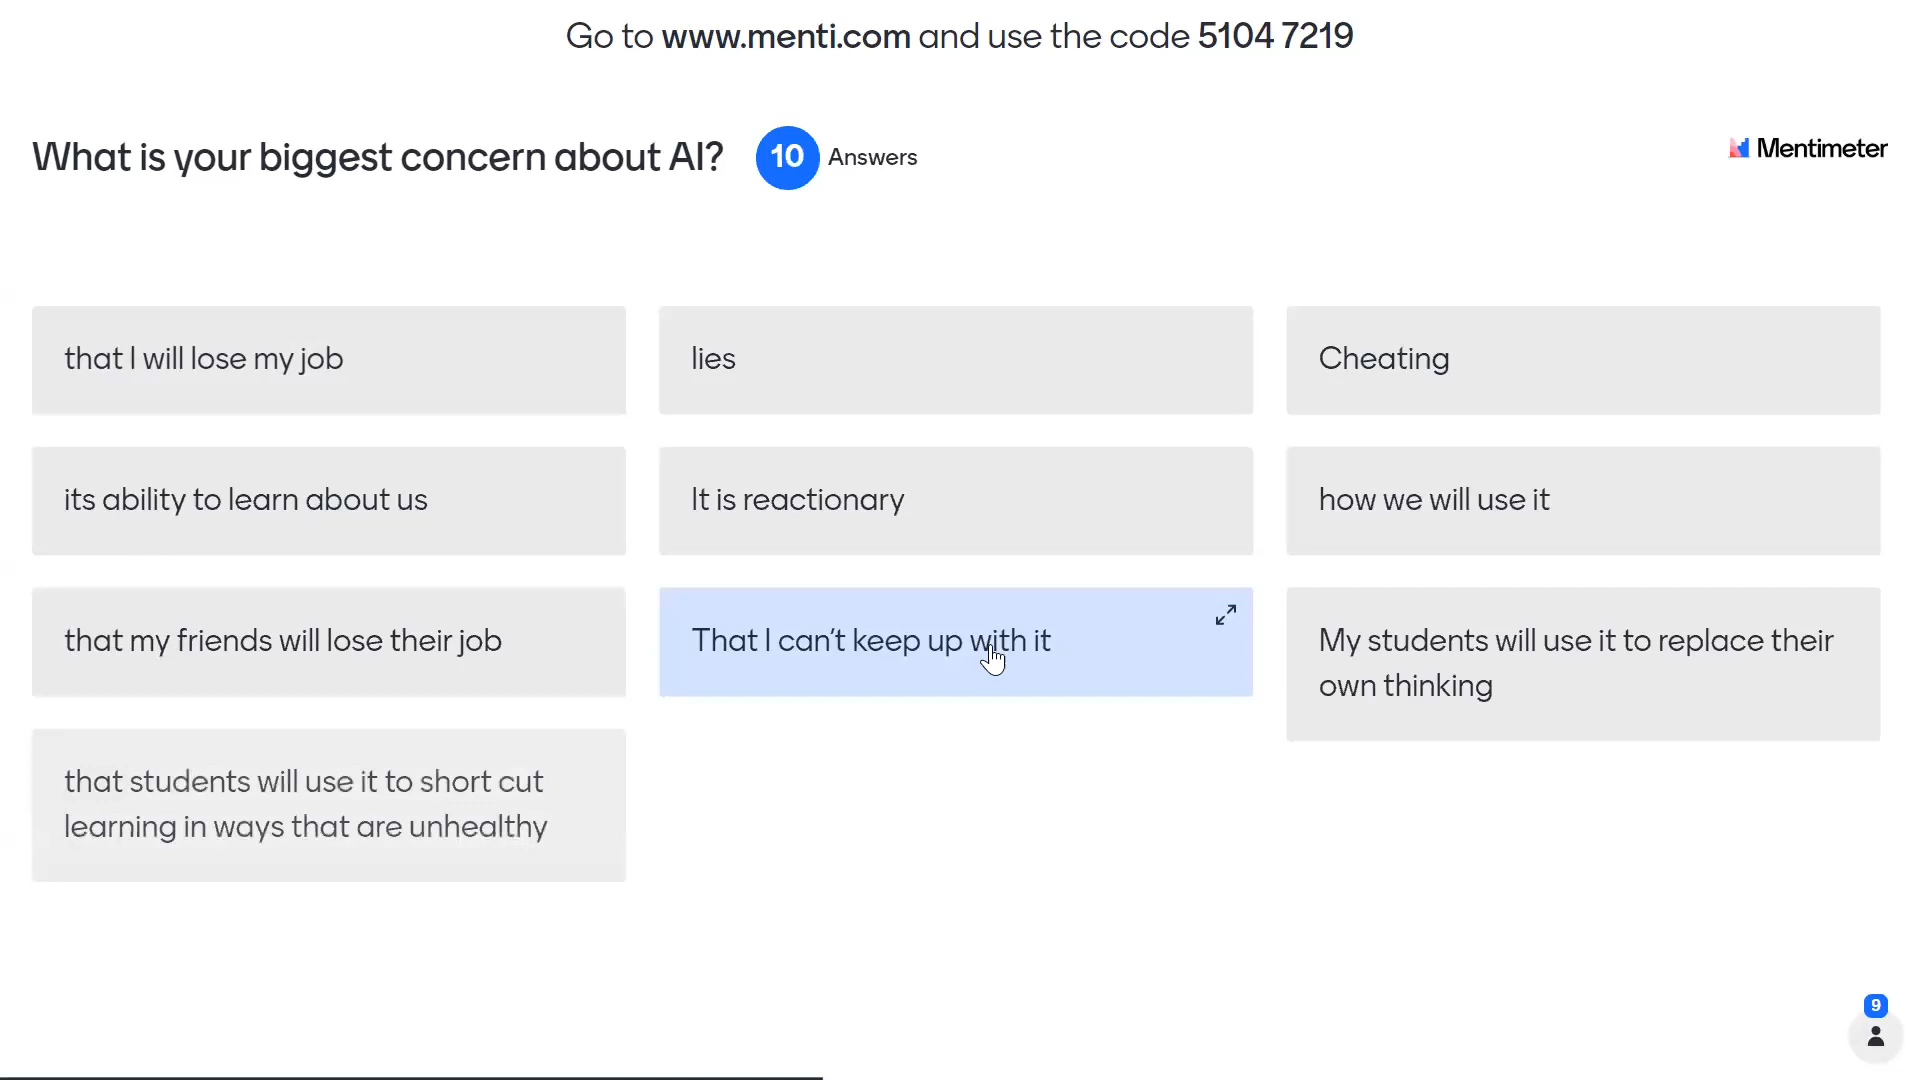 Go to www.menti.com and use the code 5104 7219
What is your biggest concern about AI?
10 Answers
Mentimeter
that I will lose my job
lies
Cheating
its ability to learn about us
It is reactionary
how we will use it
that my friends will lose their job
That I can't keep up with it
My students will use it to replace their
own thinking
that students will use it to short cut
learning in ways that are unhealthy
9